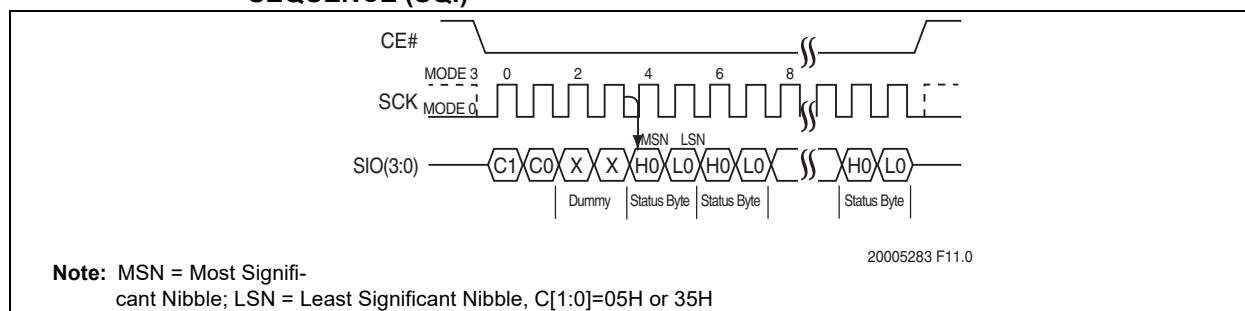 SEQUENCE (SQI)
CE#
MODE 3 0 2 4 6 8
SCK MODE 0
MSN LSN
SIO(3:0) C1 C0 X X H0 L0 H0 L0 H0 L0
Dummy Status Byte Status Byte Status Byte
20005283 F11.0
Note: MSN = Most Signifi-
cant Nibble; LSN = Least Significant Nibble, C[1:0]=05H or 35H